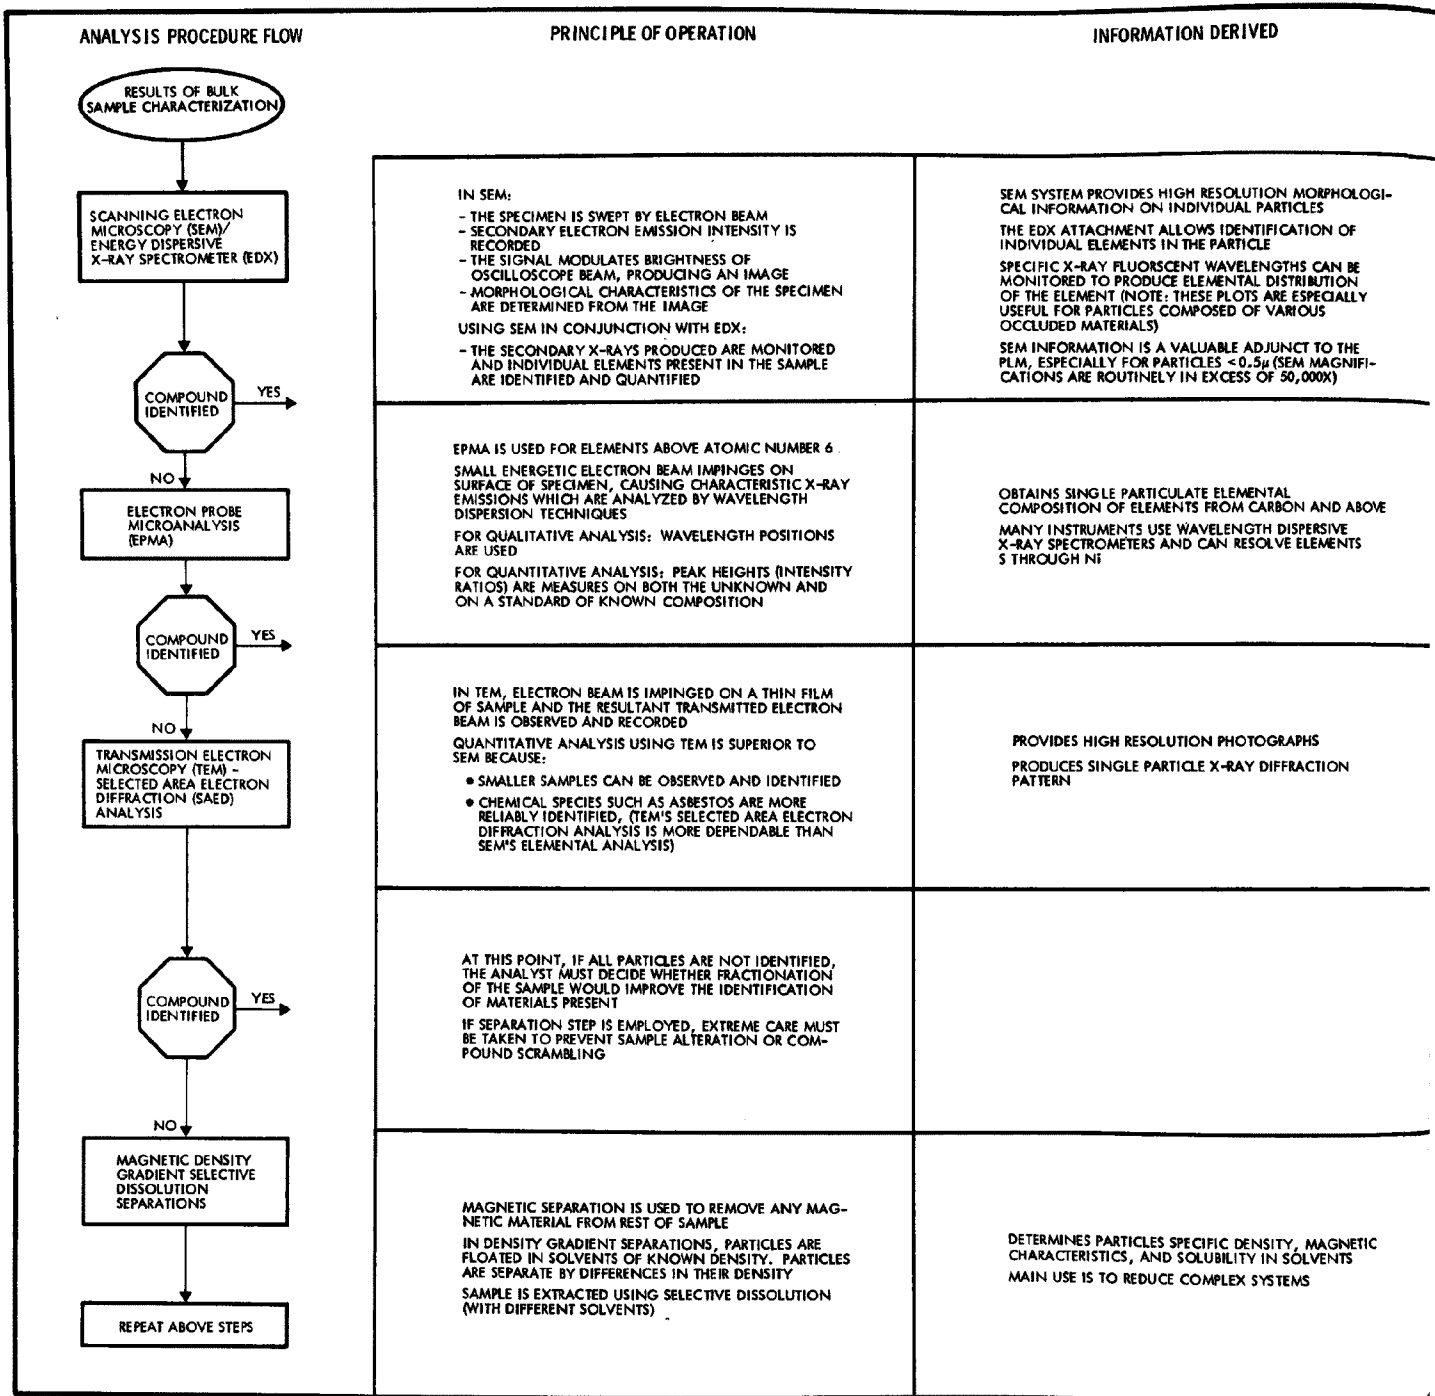 ANALYSIS PROCEDURE FLOW
PRINCIPLE OF OPERATION
INFORMATION DERIVED
RESULTS OF BULK
SAMPLE CHARACTERIZATION
SCANNING ELECTRON
MICROSCOPY (SEM)/
ENERGY DISPERSIVE
X-RAY SPECTROMETER (EDX)
IN SEM:
- THE SPECIMEN IS SWEPT BY ELECTRON BEAM
- SECONDARY ELECTRON EMISSION INTENSITY IS
RECORDED
- THE SIGNAL MODULATES BRIGHTNESS OF
OSCILLOSCOPE BEAM, PRODUCING AN IMAGE
- MORPHOLOGICAL CHARACTERISTICS OF THE SPECIMEN
ARE DETERMINED FROM THE IMAGE
USING SEM IN CONJUNCTION WITH EDX:
- THE SECONDARY X-RAYS PRODUCED ARE MONITORED
AND INDIVIDUAL ELEMENTS PRESENT IN THE SAMPLE
ARE IDENTIFIED AND QUANTIFIED
SEM SYSTEM PROVIDES HIGH RESOLUTION MORPHOLOGI-
CAL INFORMATION ON INDIVIDUAL PARTICLES
THE EDX ATTACHMENT ALLOWS IDENTIFICATION OF
INDIVIDUAL ELEMENTS IN THE PARTICLE
SPECIFIC X-RAY FLUORSCENT WAVELENGTHS CAN BE
MONITORED TO PRODUCE ELEMENTAL DISTRIBUTION
OF THE ELEMENT (NOTE: THESE PLOTS ARE ESPECIALLY
USEFUL FOR PARTICLES COMPOSED OF VARIOUS
OCCLUDED MATERIALS)
SEM INFORMATION IS A VALUABLE ADJUNCT TO THE
PLM, ESPECIALLY FOR PARTICLES <0.5μ (SEM MAGNIFI-
CATIONS ARE ROUTINELY IN EXCESS OF 50,000X)
COMPOUND
IDENTIFIED
YES
NO
ELECTRON PROBE
MICROANALYSIS
(EPMA)
EPMA IS USED FOR ELEMENTS ABOVE ATOMIC NUMBER 6
SMALL ENERGETIC ELECTRON BEAM IMPINGES ON
SURFACE OF SPECIMEN, CAUSING CHARACTERISTIC X-RAY
EMISSIONS WHICH ARE ANALYZED BY WAVELENGTH
DISPERSION TECHNIQUES
FOR QUALITATIVE ANALYSIS: WAVELENGTH POSITIONS
ARE USED
FOR QUANTITATIVE ANALYSIS: PEAK HEIGHTS (INTENSITY
RATIOS) ARE MEASURES ON BOTH THE UNKNOWN AND
ON A STANDARD OF KNOWN COMPOSITION
OBTAINS SINGLE PARTICULATE ELEMENTAL
COMPOSITION OF ELEMENTS FROM CARBON AND ABOVE
MANY INSTRUMENTS USE WAVELENGTH DISPERSIVE
X-RAY SPECTROMETERS AND CAN RESOLVE ELEMENTS
S THROUGH Ni
COMPOUND
IDENTIFIED
YES
NO
TRANSMISSION ELECTRON
MICROSCOPY (TEM) -
SELECTED AREA ELECTRON
DIFFRACTION (SAED)
ANALYSIS
IN TEM, ELECTRON BEAM IS IMPINGED ON A THIN FILM
OF SAMPLE AND THE RESULTANT TRANSMITTED ELECTRON
BEAM IS OBSERVED AND RECORDED
QUANTITATIVE ANALYSIS USING TEM IS SUPERIOR TO
SEM BECAUSE:
• SMALLER SAMPLES CAN BE OBSERVED AND IDENTIFIED
• CHEMICAL SPECIES SUCH AS ASBESTOS ARE MORE
RELIABLY IDENTIFIED, (TEM'S SELECTED AREA ELECTRON
DIFFRACTION ANALYSIS IS MORE DEPENDABLE THAN
SEM'S ELEMENTAL ANALYSIS)
PROVIDES HIGH RESOLUTION PHOTOGRAPHS
PRODUCES SINGLE PARTICLE X-RAY DIFFRACTION
PATTERN
COMPOUND
IDENTIFIED
YES
NO
AT THIS POINT, IF ALL PARTICLES ARE NOT IDENTIFIED,
THE ANALYST MUST DECIDE WHETHER FRACTIONATION
OF THE SAMPLE WOULD IMPROVE THE IDENTIFICATION
OF MATERIALS PRESENT
IF SEPARATION STEP IS EMPLOYED, EXTREME CARE MUST
BE TAKEN TO PREVENT SAMPLE ALTERATION OR COM-
POUND SCRAMBLING
MAGNETIC DENSITY
GRADIENT SELECTIVE
DISSOLUTION
SEPARATIONS
MAGNETIC SEPARATION IS USED TO REMOVE ANY MAG-
NETIC MATERIAL FROM REST OF SAMPLE
IN DENSITY GRADIENT SEPARATIONS, PARTICLES ARE
FLOATED IN SOLVENTS OF KNOWN DENSITY. PARTICLES
ARE SEPARATE BY DIFFERENCES IN THEIR DENSITY
SAMPLE IS EXTRACTED USING SELECTIVE DISSOLUTION
(WITH DIFFERENT SOLVENTS)
DETERMINES PARTICLES SPECIFIC DENSITY, MAGNETIC
CHARACTERISTICS, AND SOLUBILITY IN SOLVENTS
MAIN USE IS TO REDUCE COMPLEX SYSTEMS
REPEAT ABOVE STEPS